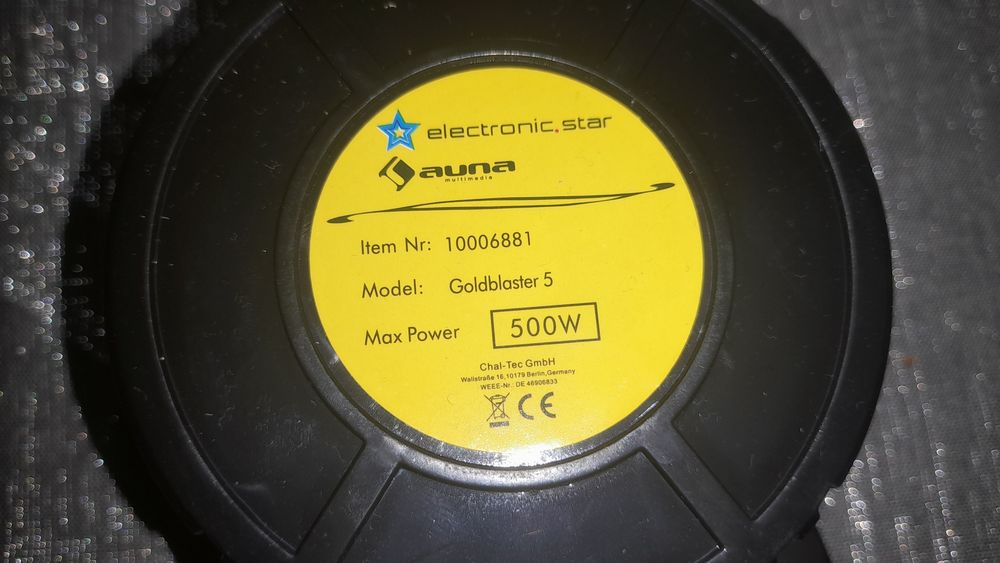 electronic.star
auna
multimedia
Item Nr: 10006881
Model: Goldblaster 5
Max Power 500W
Chal-Tec GmbH
Wallstraße 16,10179 Berlin,Germany
WEEE-Nr.: DE 46906833
CE